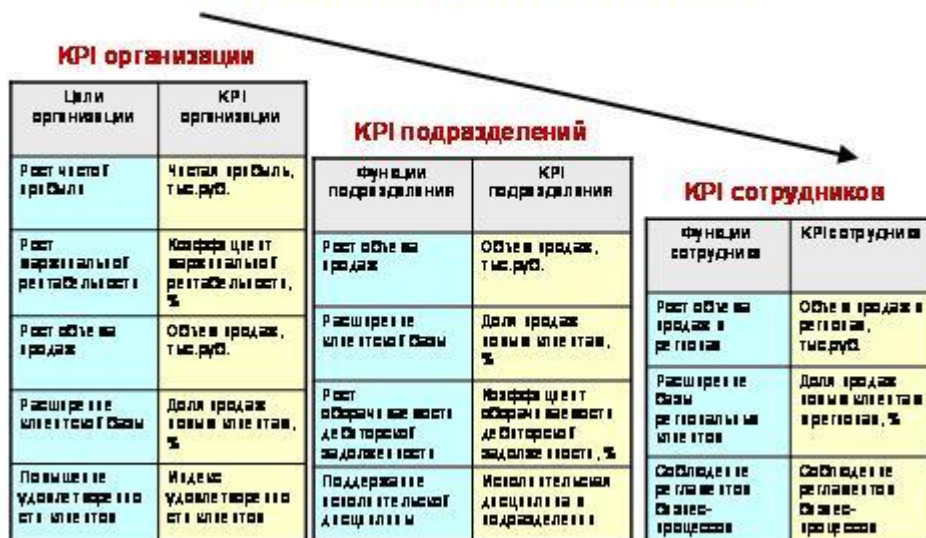 KPI организации
Цели
организации
KPI
организации
Рост чистой
прибыли
Чистая прибыль,
тыс.руб.
Рост
маржинальной
рентабельности
Коэффициент
маржинальной
рентабельности,
%
Рост объема
продаж
Объем продаж,
тыс.руб.
Расширение
клиентской базы
Доля продаж
новым клиентам,
%
Повышение
удовлетворенно
сти клиентов
Индекс
удовлетворенно
сти клиентов
KPI подразделений
Функции
подразделения
KPI
подразделения
Рост объема
продаж
Объем продаж,
тыс.руб.
Расширение
клиентской базы
Доля продаж
новым клиентам,
%
Рост
оборачиваемости
дебиторской
задолженности
Коэффициент
оборачиваемости
дебиторской
задолженности, %
Поддержание
исполнительской
дисциплины
Исполнительская
дисциплина в
подразделении
KPI сотрудников
Функции
сотрудника
KPI сотрудника
Рост объема
продаж в
регионах
Объем продаж в
регионах,
тыс.руб.
Расширение
базы
региональных
клиентов
Доля продаж
новым клиентам
в регионах, %
Соблюдение
регламентов
бизнес-
процессов
Соблюдение
регламентов
бизнес-
процессов